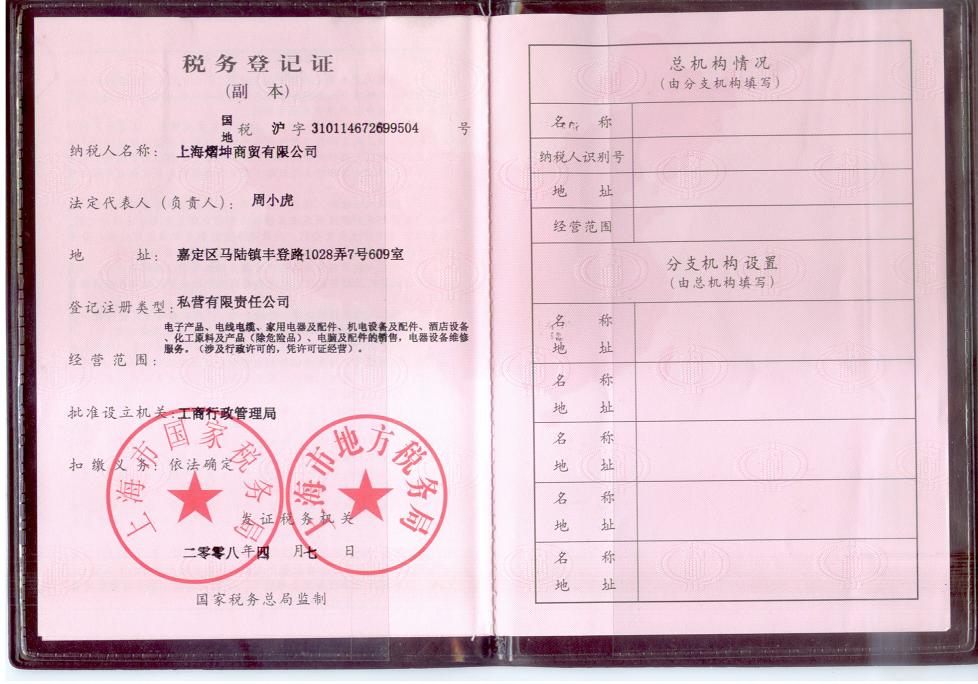 税务登记证
(副 本)
国
地 税 沪 字 310114672699504 号
纳税人名称： 上海熠坤商贸有限公司
法定代表人（负责人）： 周小虎
地 址： 嘉定区马陆镇丰登路1028弄7号609室
登记注册类型： 私营有限责任公司
电子产品、电线电缆、家用电器及配件、机电设备及配件、酒店设备
、化工原料及产品（除危险品）、电脑及配件的销售，电器设备维修
服务。（涉及行政许可的，凭许可证经营）。
经营范围：
批准设立机关： 工商行政管理局
扣缴义务： 依法确定
上海市国家税务局
上海市地方税务局
发证税务机关
二零零八年四 月七 日
国家税务总局监制
总机构情况
（由分支机构填写）
名 称
纳税人识别号
地 址
经营范围
分支机构设置
（由总机构填写）
名 称
地 址
名 称
地 址
名 称
地 址
名 称
地 址
名 称
地 址